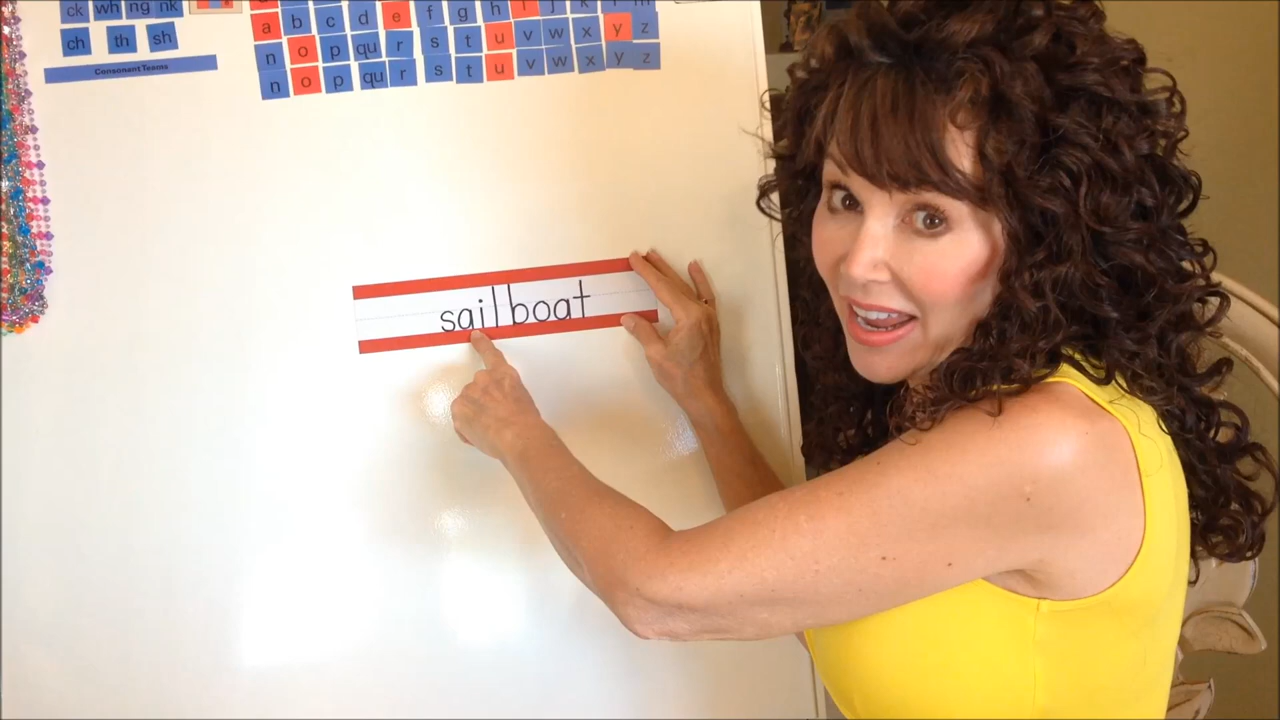 ck wh ng nk
ch th sh
Consonant Teams
a b c d e f g h i j k l m
n o p qu r s t u v w x y z
n o p qu r s t u v w x y z
sailboat